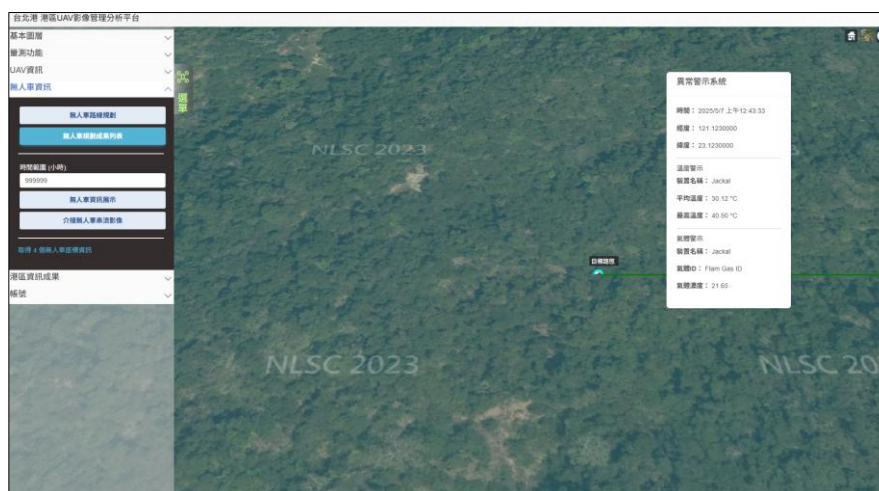 台北港 港區UAV影像管理分析平台
基本圖層
量測功能
UAV資訊
無人車資訊
無人車路線規劃
無人車規劃成果列表
時間範圍 (小時)
999999
無人車資訊展示
介接無人車串流影像
取得 4 個無人車座標資訊
港區資訊成果
帳號
選單
NLSC 2023
目標路徑
異常警示系統
時間： 2025/5/7 上午12:43:33
經度： 121.1230000
緯度： 23.1230000
溫度警示
裝置名稱： Jackal
平均溫度： 30.12 °C
最高溫度： 40.50 °C
氣體警示
裝置名稱： Jackal
氣體ID： Flam Gas ID
氣體濃度： 21.65
NLSC 2023
NLSC 20